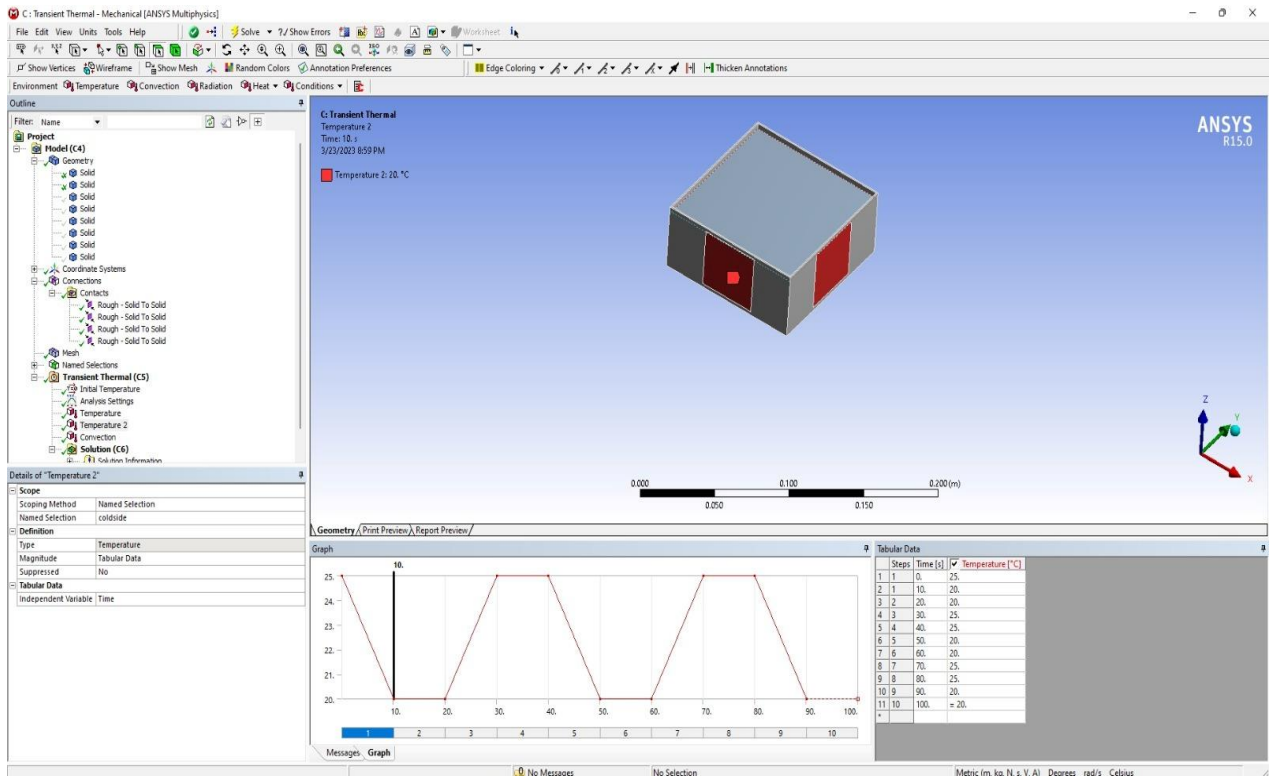 C : Transient Thermal - Mechanical [ANSYS Multiphysics]
File Edit View Units Tools Help Solve ?/ Show Errors Worksheet
Show Vertices Wireframe Show Mesh Random Colors Annotation Preferences Edge Coloring Thicken Annotations
Environment Temperature Convection Radiation Heat Conditions
Outline
Filter: Name
Project
Model (C4)
Geometry
Solid
Solid
Solid
Solid
Solid
Solid
Solid
Solid
Coordinate Systems
Connections
Contacts
Rough - Solid To Solid
Rough - Solid To Solid
Rough - Solid To Solid
Rough - Solid To Solid
Mesh
Named Selections
Transient Thermal (C5)
Initial Temperature
Analysis Settings
Temperature
Temperature 2
Convection
Solution (C6)
Solution Information
Details of "Temperature 2"
Scope
Scoping Method Named Selection
Named Selection coldside
Definition
Type Temperature
Magnitude Tabular Data
Suppressed No
Tabular Data
Independent Variable Time
C: Transient Thermal
Temperature 2
Time: 10. s
3/23/2023 8:59 PM
Temperature 2: 20. °C
ANSYS
R15.0
Z
Y
X
0.000 0.100 0.200 (m)
0.050 0.150
Geometry Print Preview Report Preview
Graph
10.
25.
24.
23.
22.
21.
20.
10. 20. 30. 40. 50. 60. 70. 80. 90. 100.
1 2 3 4 5 6 7 8 9 10
Messages Graph
Tabular Data
Steps Time [s] Temperature [°C]
1 1 0. 25.
2 1 10. 20.
3 2 20. 20.
4 3 30. 25.
5 4 40. 25.
6 5 50. 20.
7 6 60. 20.
8 7 70. 25.
9 8 80. 25.
10 9 90. 20.
11 10 100. = 20.
*
0 No Messages No Selection Metric (m, kg, N, s, V, A) Degrees rad/s Celsius